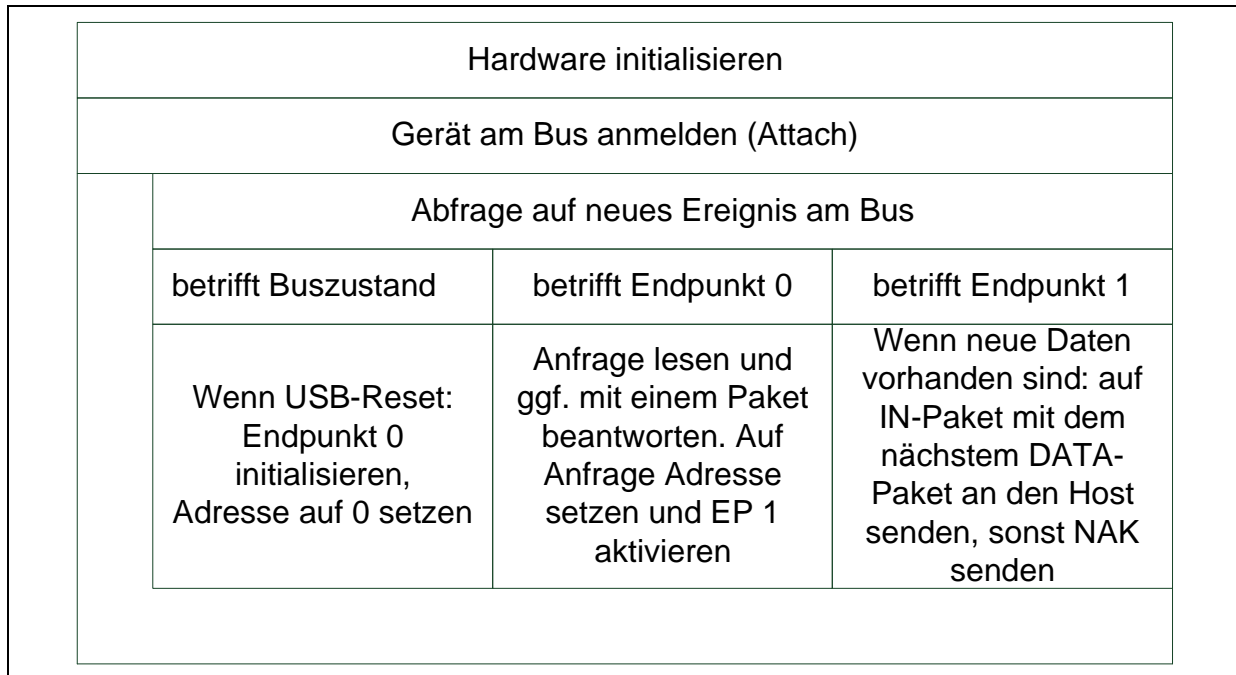 Hardware initialisieren
Gerät am Bus anmelden (Attach)
Abfrage auf neues Ereignis am Bus
betrifft Buszustand
betrifft Endpunkt 0
betrifft Endpunkt 1
Wenn USB-Reset:
Endpunkt 0
initialisieren,
Adresse auf 0 setzen
Anfrage lesen und
ggf. mit einem Paket
beantworten. Auf
Anfrage Adresse
setzen und EP 1
aktivieren
Wenn neue Daten
vorhanden sind: auf
IN-Paket mit dem
nächstem DATA-
Paket an den Host
senden, sonst NAK
senden